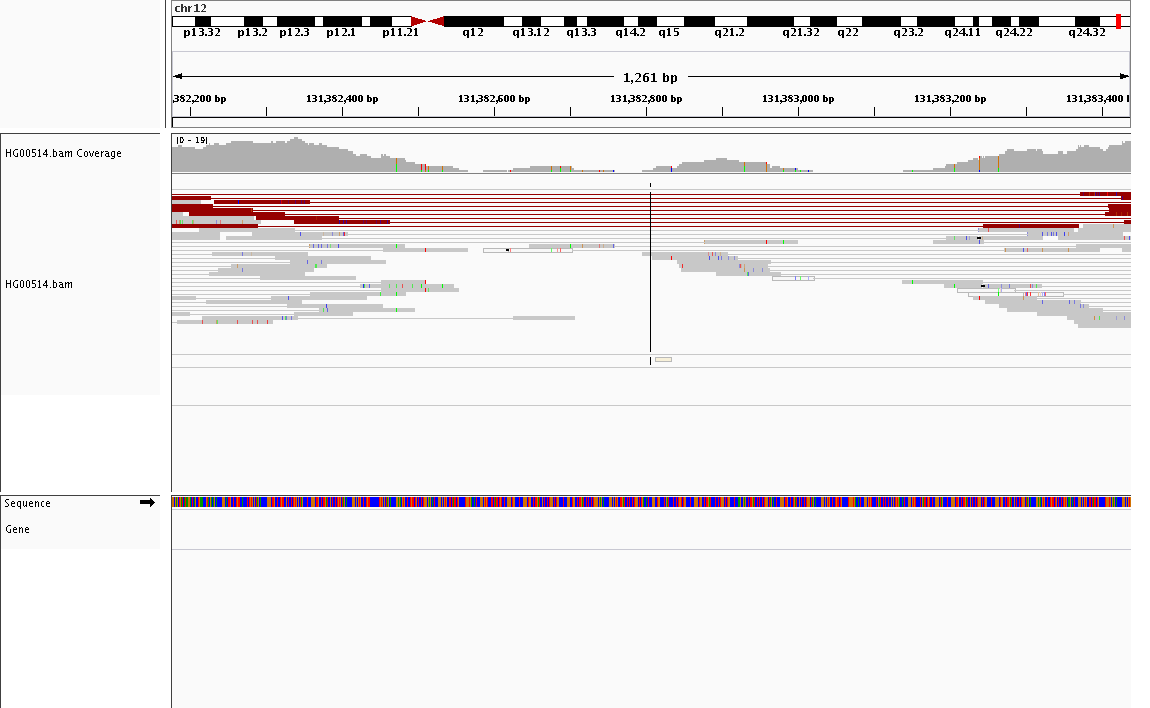 chr12
p13.32 p13.2 p12.3 p12.1 p11.21 q12 q13.12 q13.3 q14.2 q15 q21.2 q21.32 q22 q23.2 q24.11 q24.22 q24.32
1,261 bp
,382,200 bp 131,382,400 bp 131,382,600 bp 131,382,800 bp 131,383,000 bp 131,383,200 bp 131,383,400
[0 - 19]
HG00514.bam Coverage
HG00514.bam
Sequence
Gene